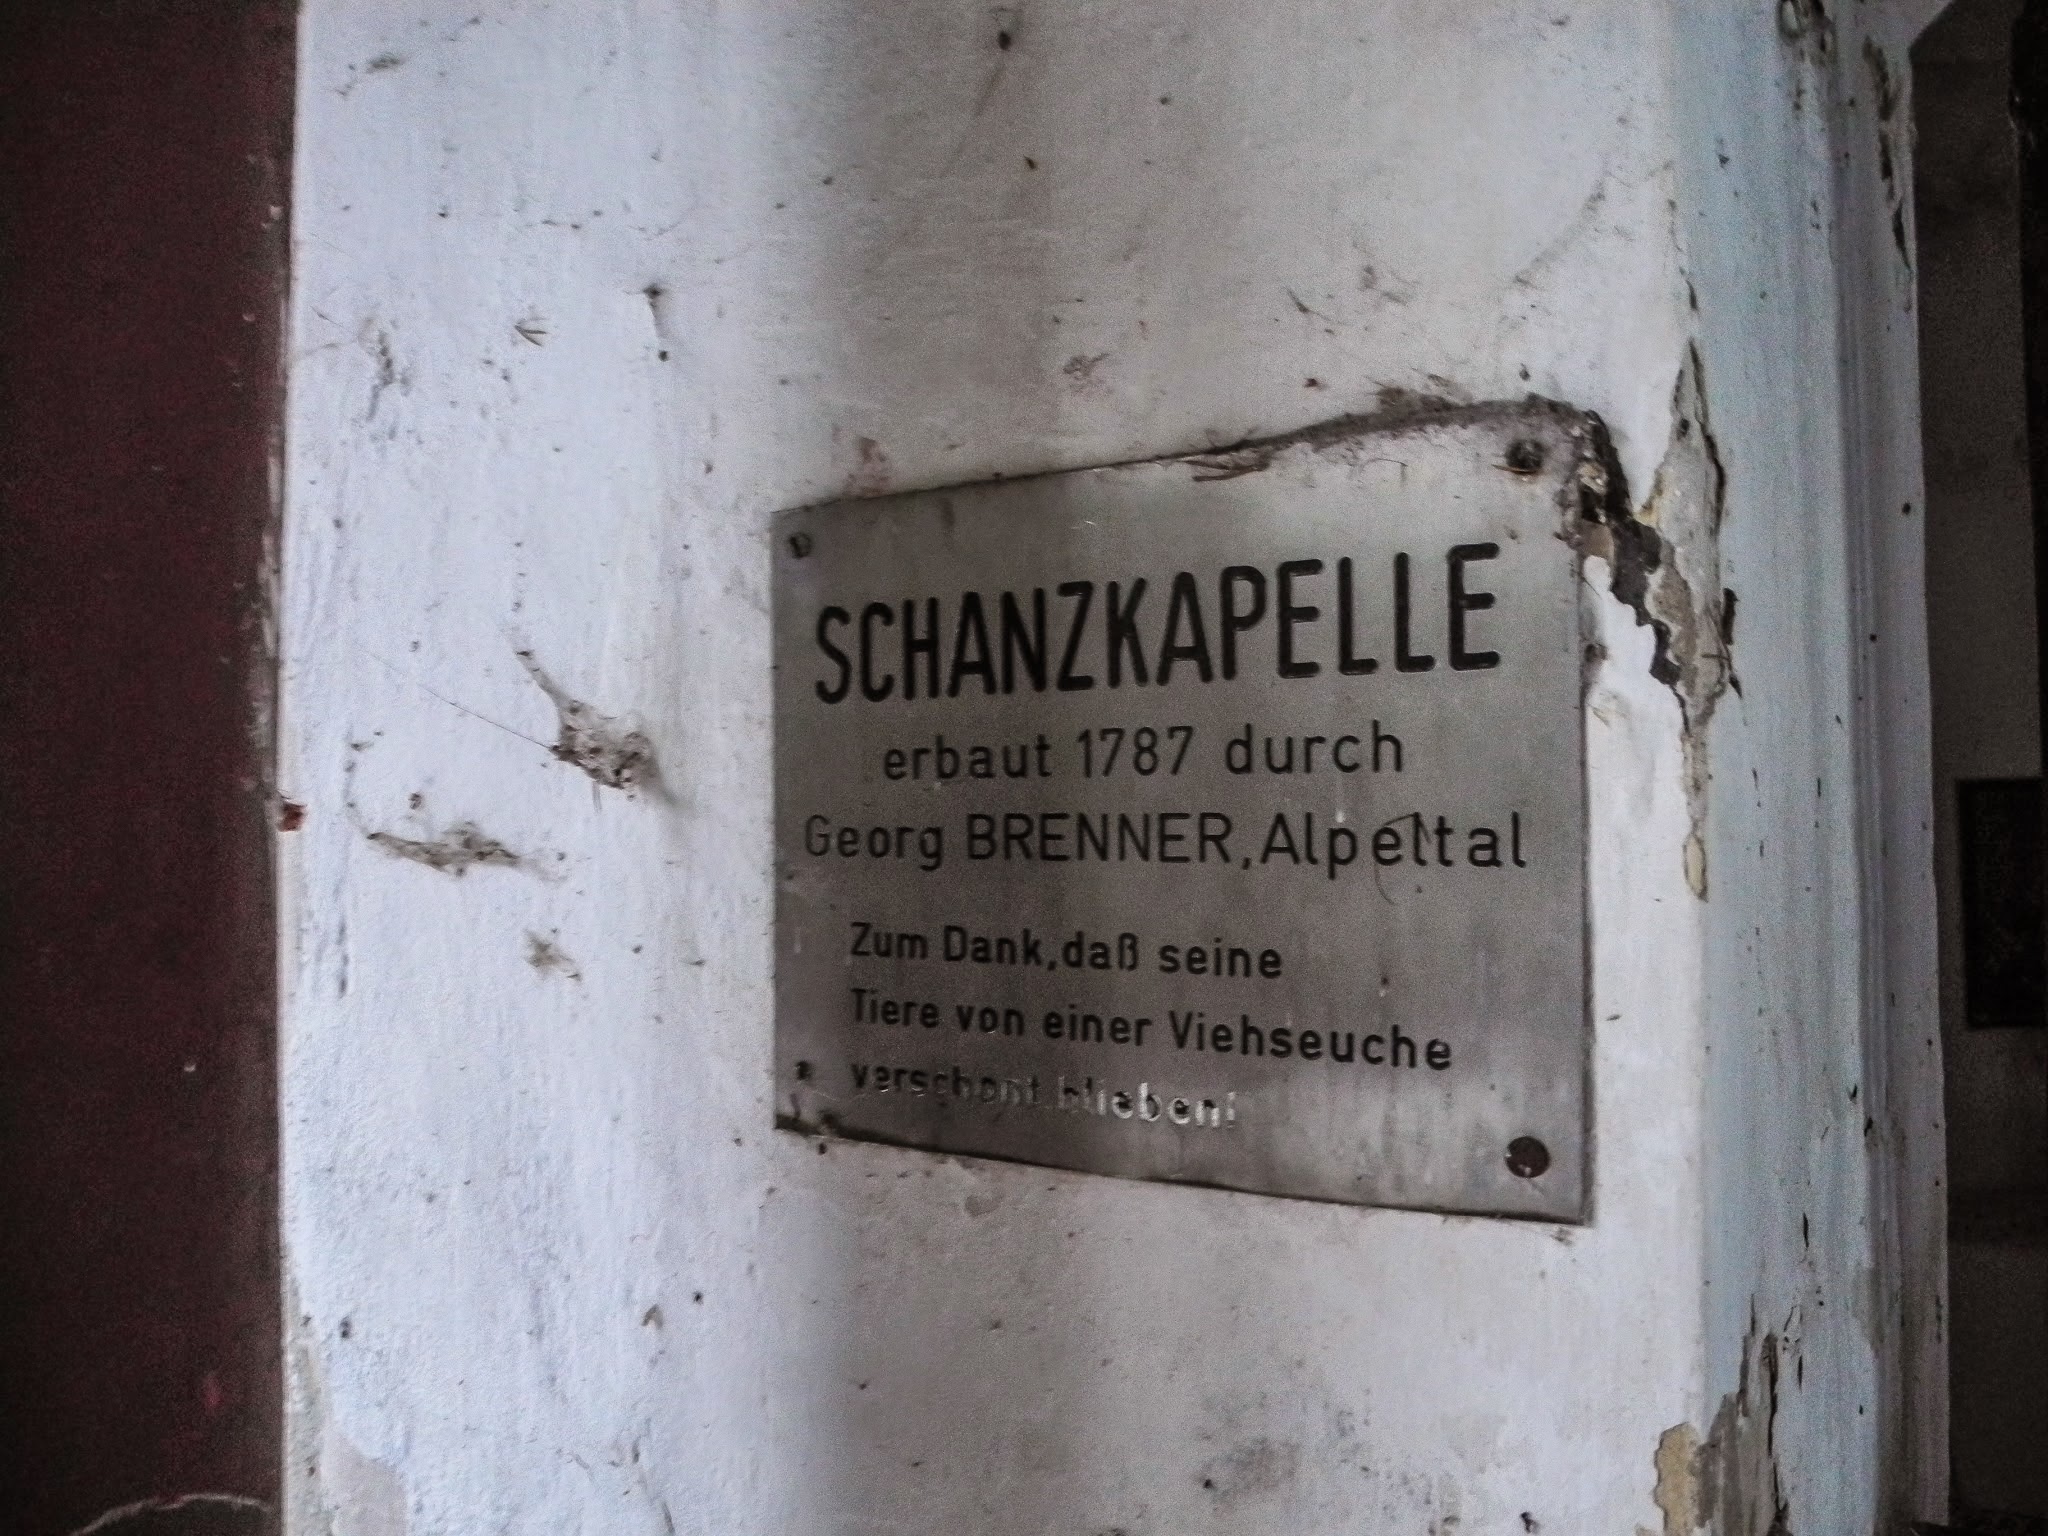 SCHANZKAPELLE
erbaut 1787 durch
Georg BRENNER, Alpeltal
Zum Dank, daß seine
Tiere von einer Viehseuche
verschont blieben!